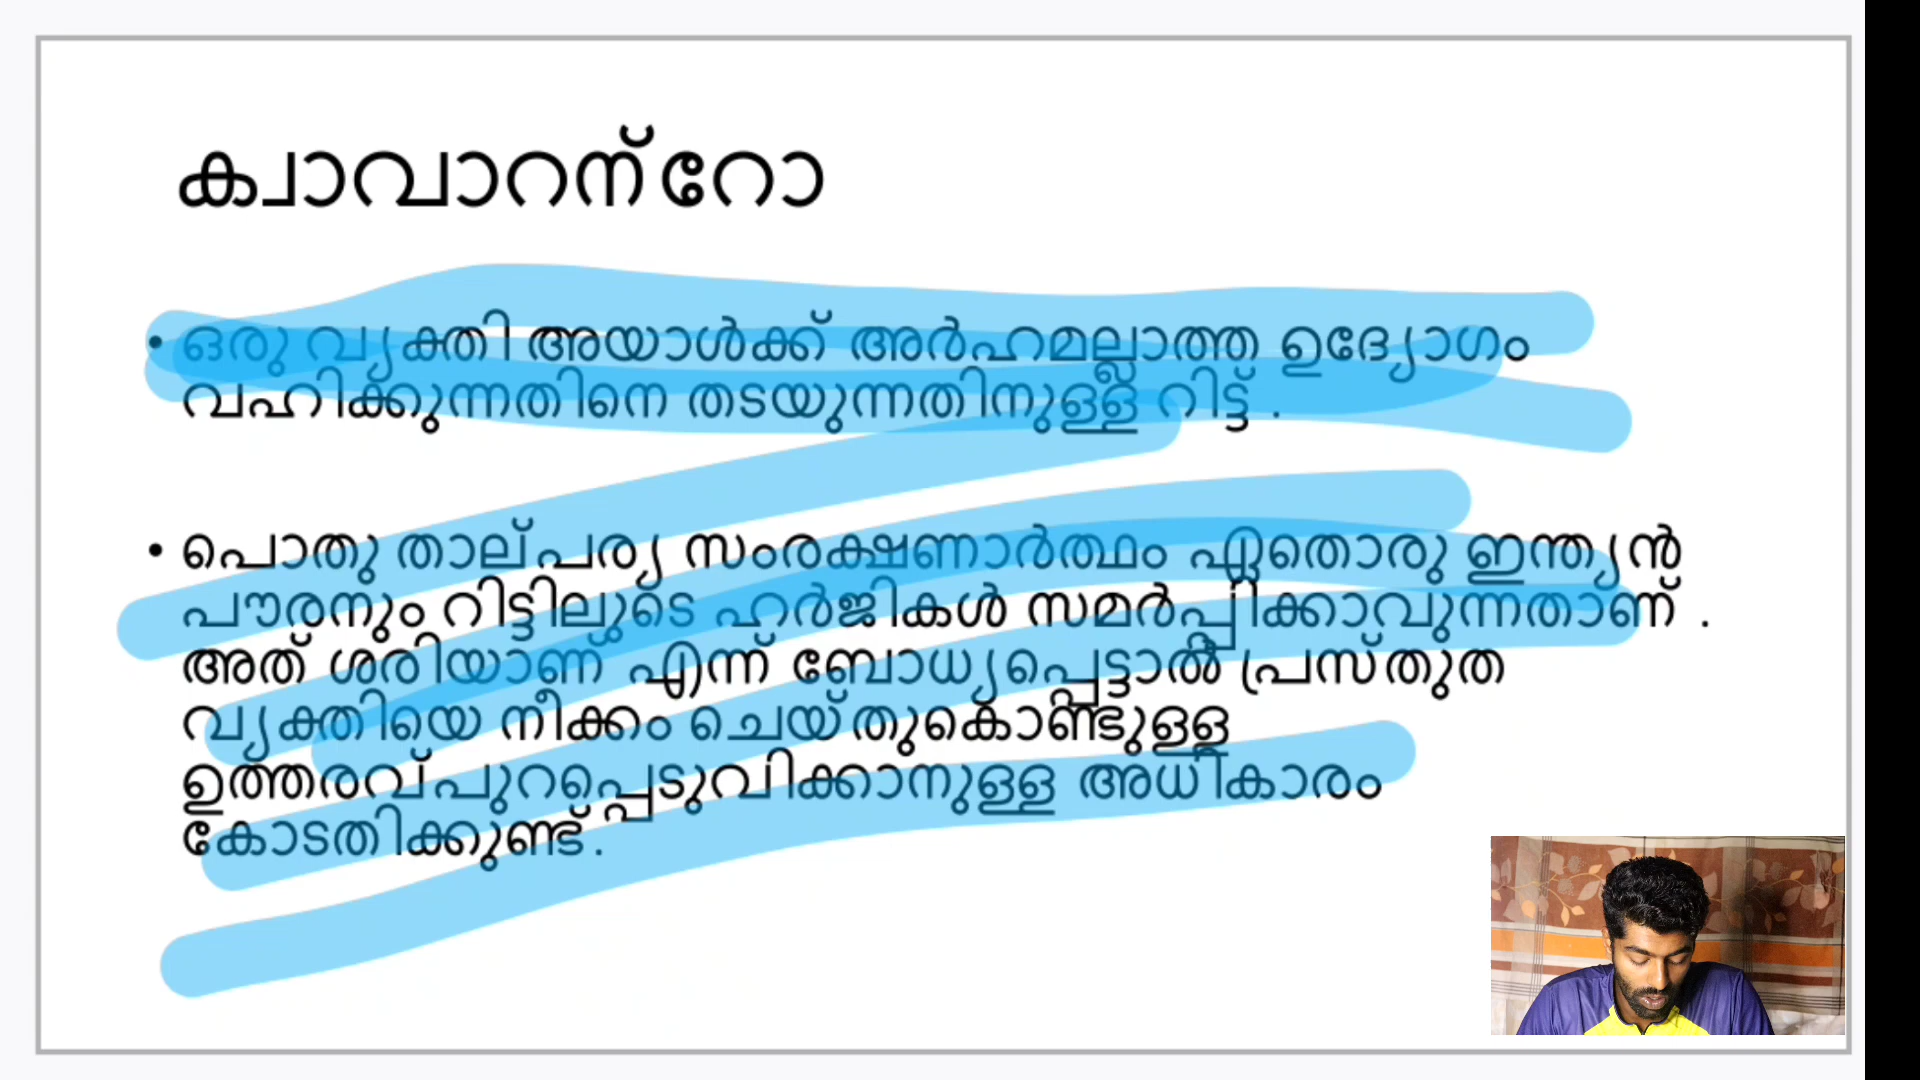 ക്വാവാറന്റോ
• ഒരു വ്യക്തി അയാൾക്ക് അർഹമല്ലാത്ത ഉദ്യോഗം
വഹിക്കുന്നതിനെ തടയുന്നതിനുള്ള റിട്ട് .
• പൊതു താല്പര്യ സംരക്ഷണാർത്ഥം ഏതൊരു ഇന്ത്യൻ
പൗരനും റിട്ടിലുടെ ഹർജികൾ സമർപ്പിക്കാവുന്നതാണ് .
അത് ശരിയാണ് എന്ന് ബോധ്യപ്പെട്ടാൽ പ്രസ്തുത
വ്യക്തിയെ നീക്കം ചെയ്തുകൊണ്ടുള്ള
ഉത്തരവ് പുറപ്പെടുവിക്കാനുള്ള അധികാരം
കോടതിക്കുണ്ട്.